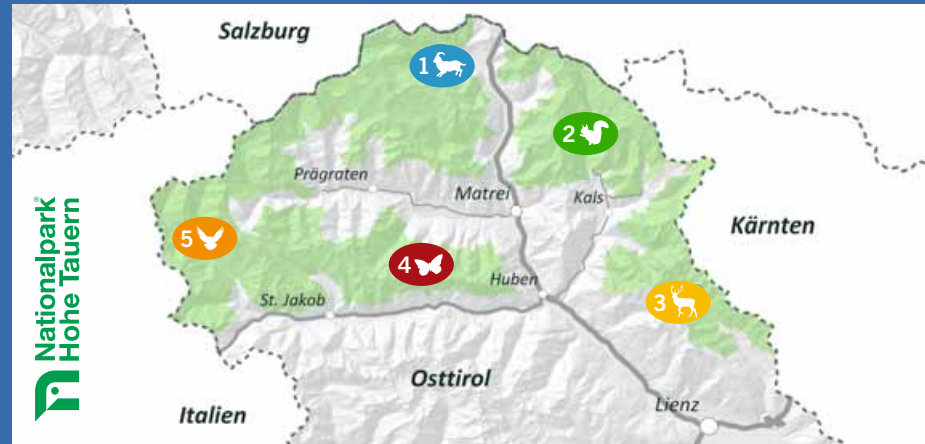 Salzburg
1
2
Prägraten
Matrei
Kals
Nationalpark®
Hohe Tauern
Kärnten
5
4
Huben
St. Jakob
3
Osttirol
Lienz
Italien